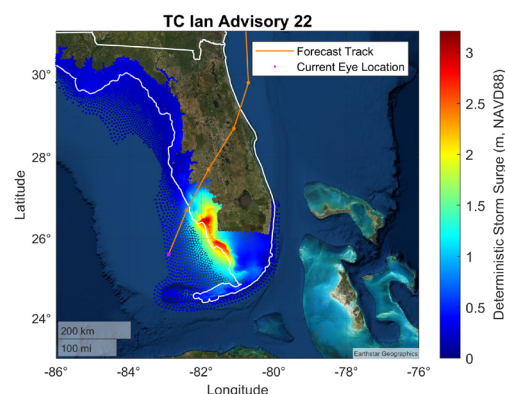 TC Ian Advisory 22
Forecast Track
Current Eye Location
30°
28°
26°
24°
Latitude
200 km
100 mi
Earthstar Geographics
-86 -84 -82 -80 -78 -76
Longitude
3
2.5
2
1.5
1
0.5
0
Deterministic Storm Surge (m, NAVD88)